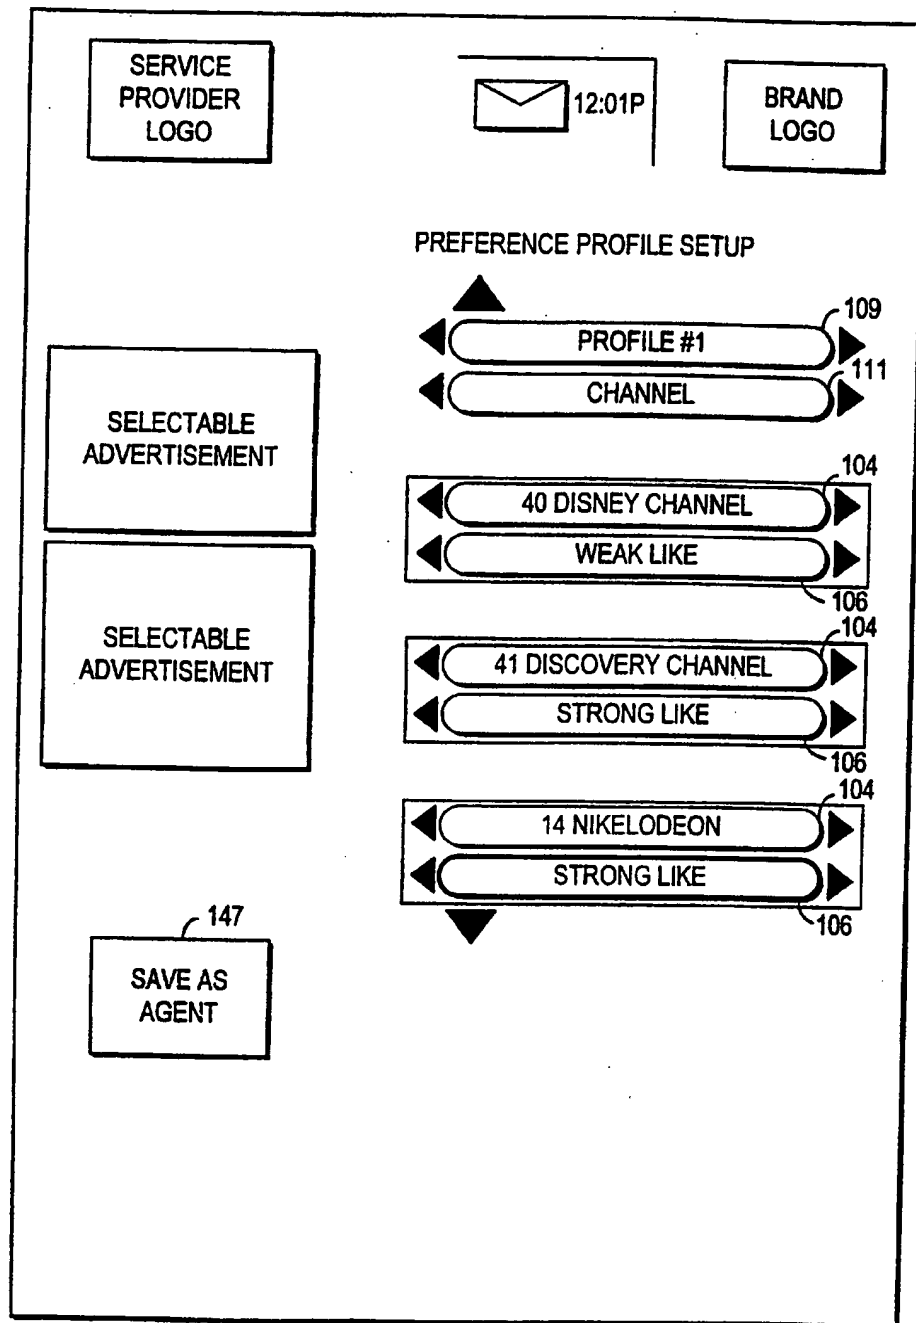 SERVICE
PROVIDER
LOGO
12:01P
BRAND
LOGO
PREFERENCE PROFILE SETUP
109
PROFILE #1
111
CHANNEL
SELECTABLE
ADVERTISEMENT
104
40 DISNEY CHANNEL
WEAK LIKE
106
SELECTABLE
ADVERTISEMENT
104
41 DISCOVERY CHANNEL
STRONG LIKE
106
104
14 NIKELODEON
STRONG LIKE
106
147
SAVE AS
AGENT